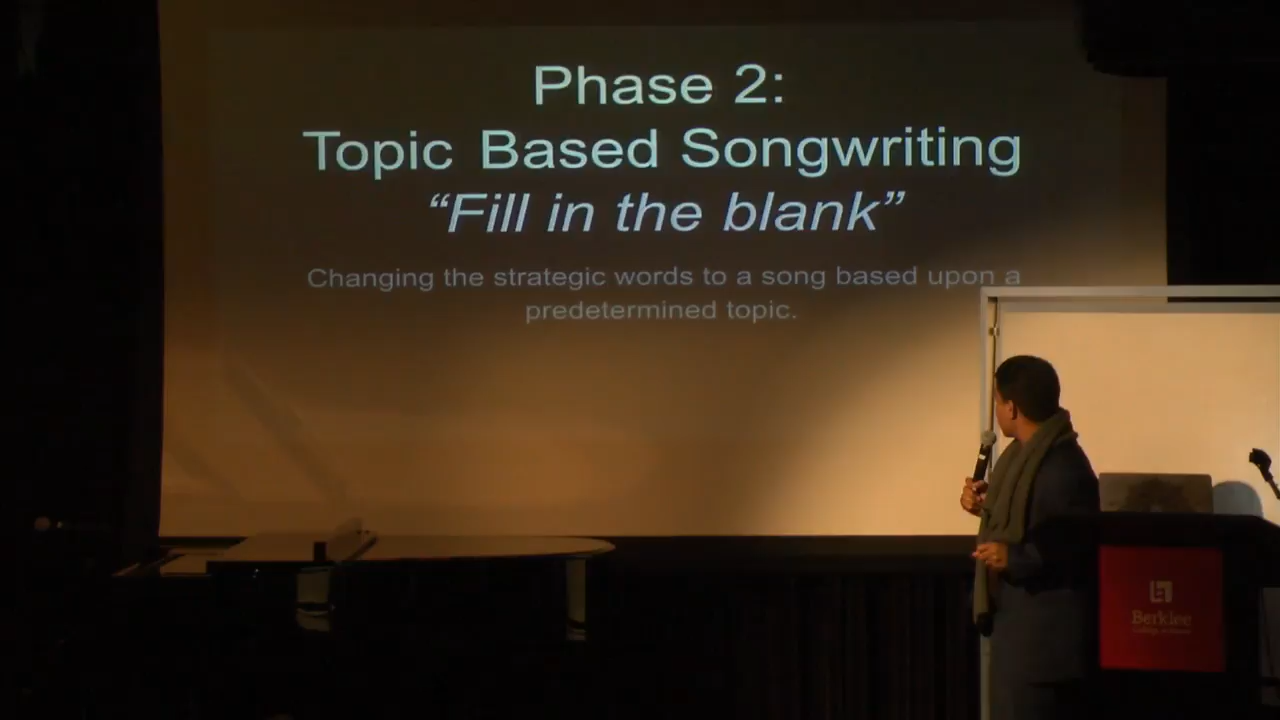 Phase 2:
Topic Based Songwriting
“Fill in the blank”
Changing the strategic words to a song based upon a
predetermined topic.
Berklee